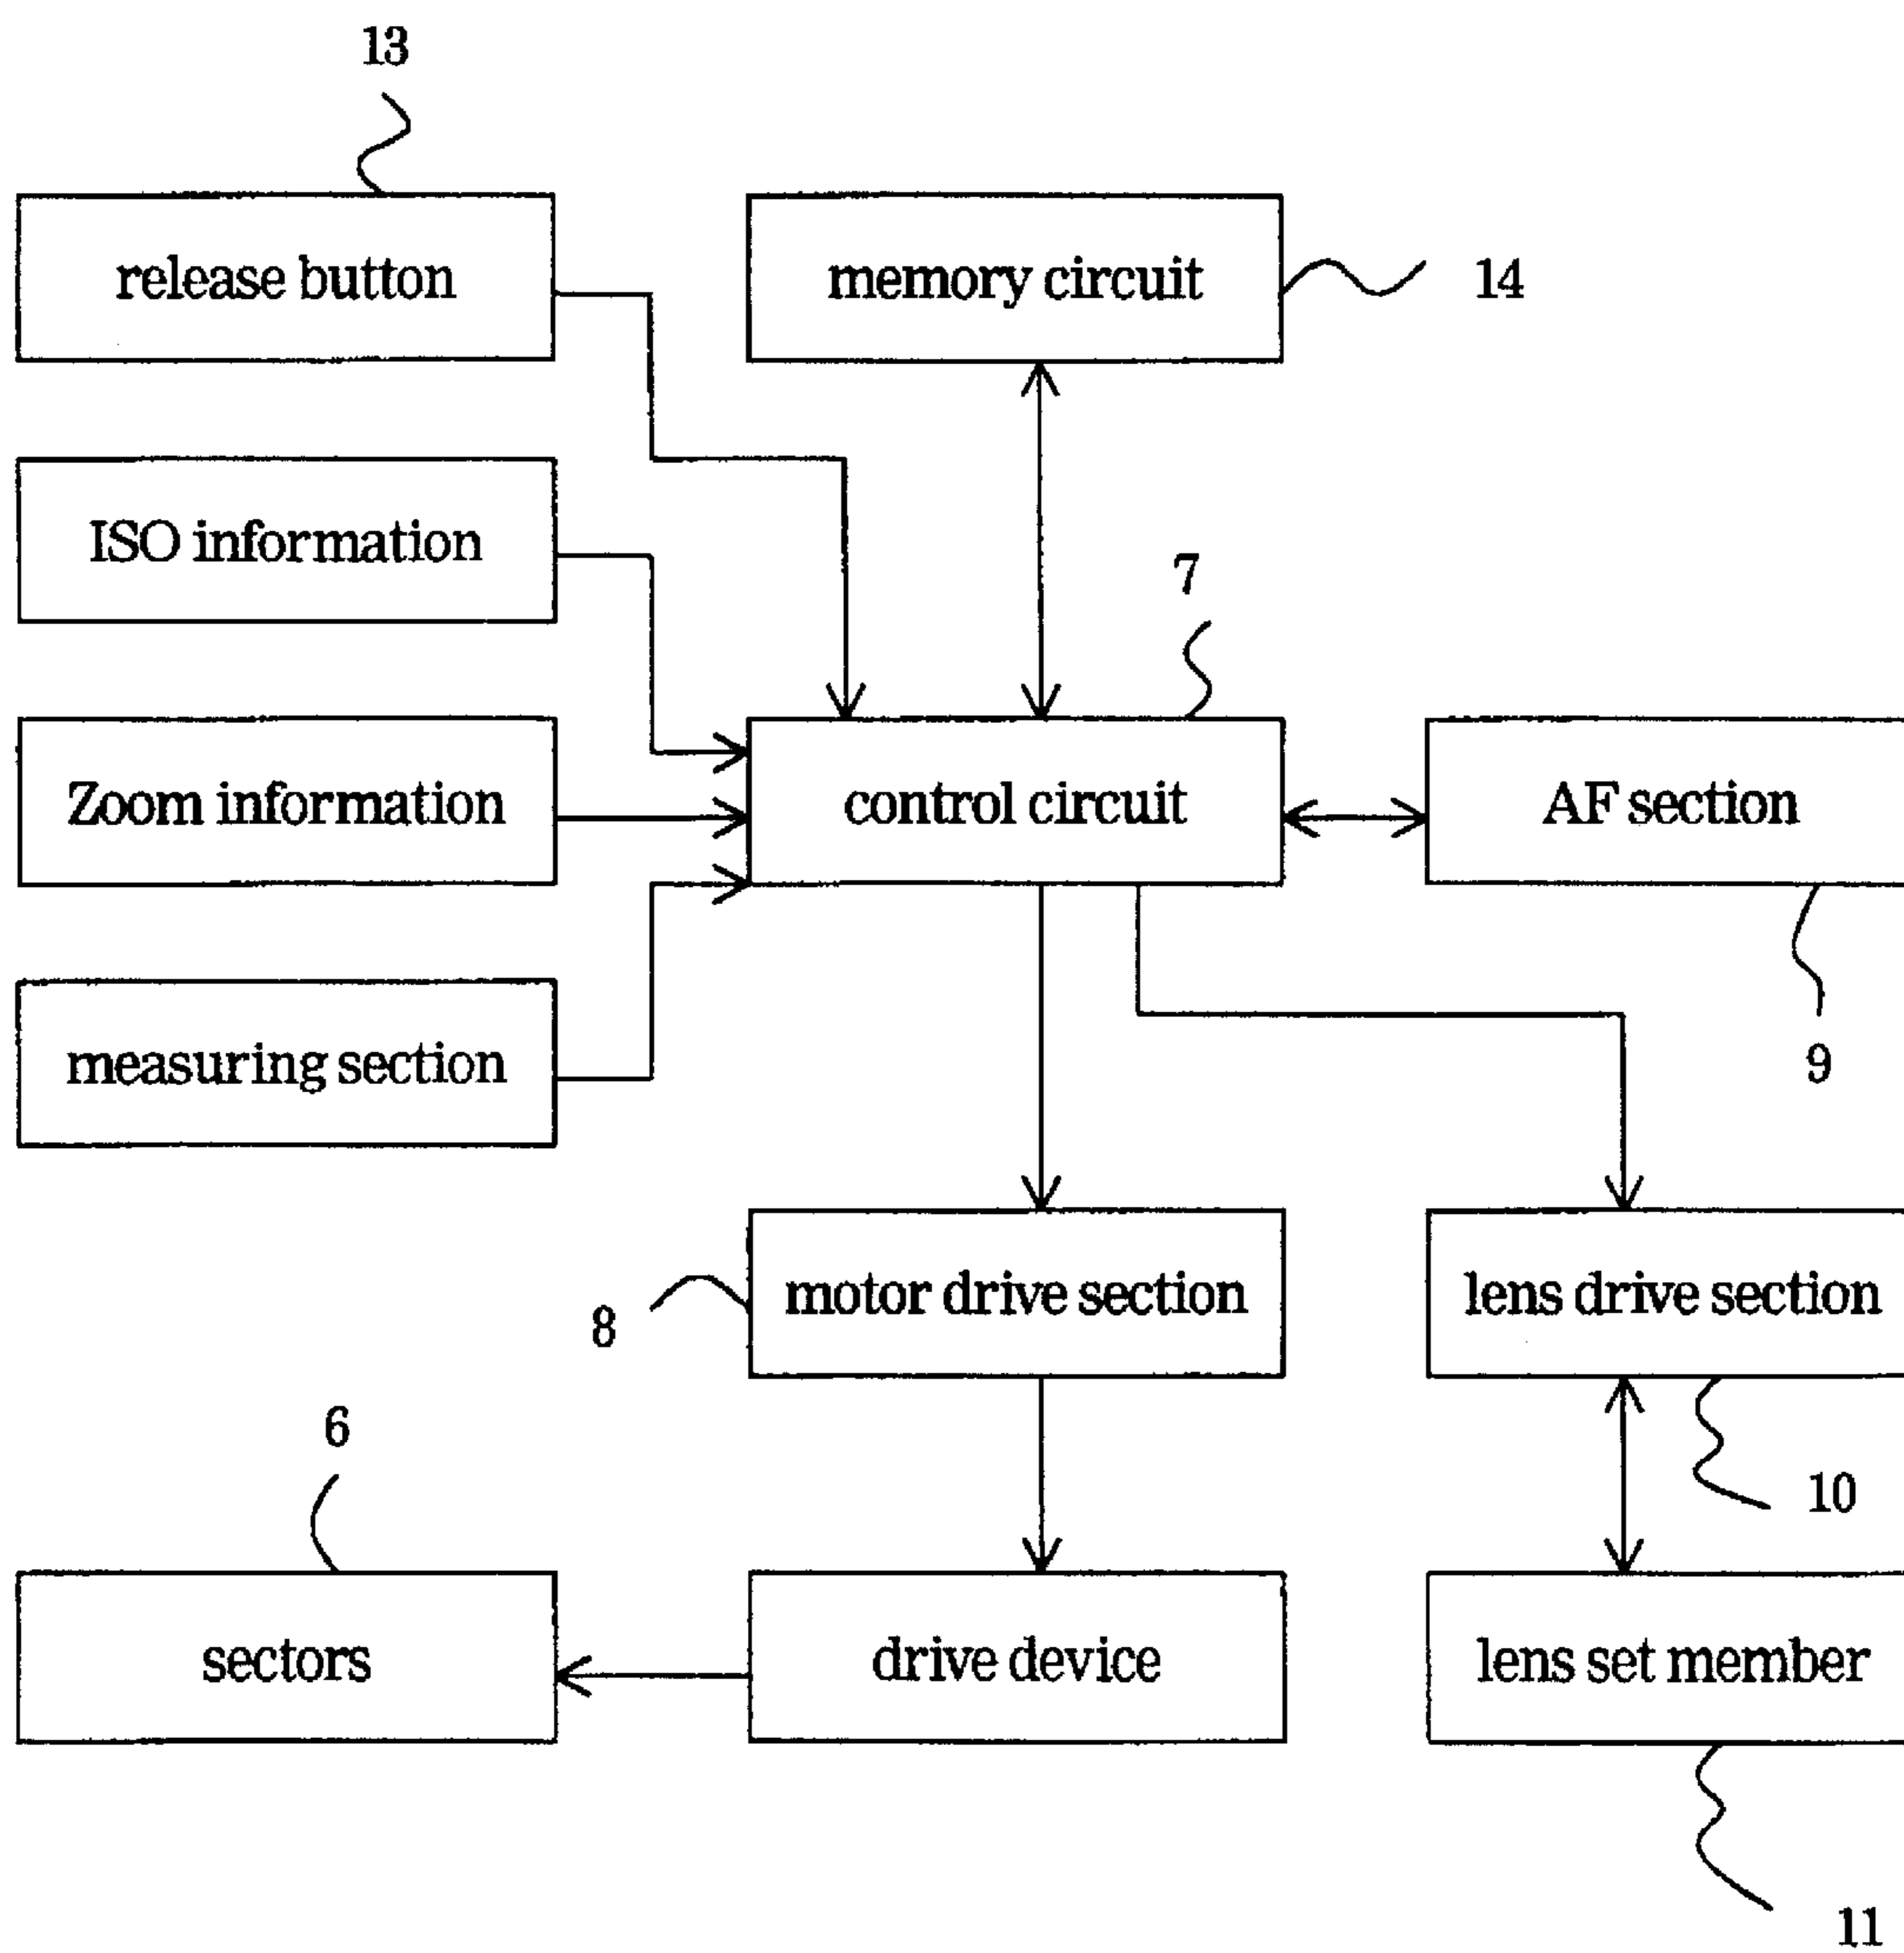 13
release button
memory circuit
14
ISO information
7
Zoom information
control circuit
AF section
measuring section
9
motor drive section
lens drive section
8
6
10
sectors
drive device
lens set member
11